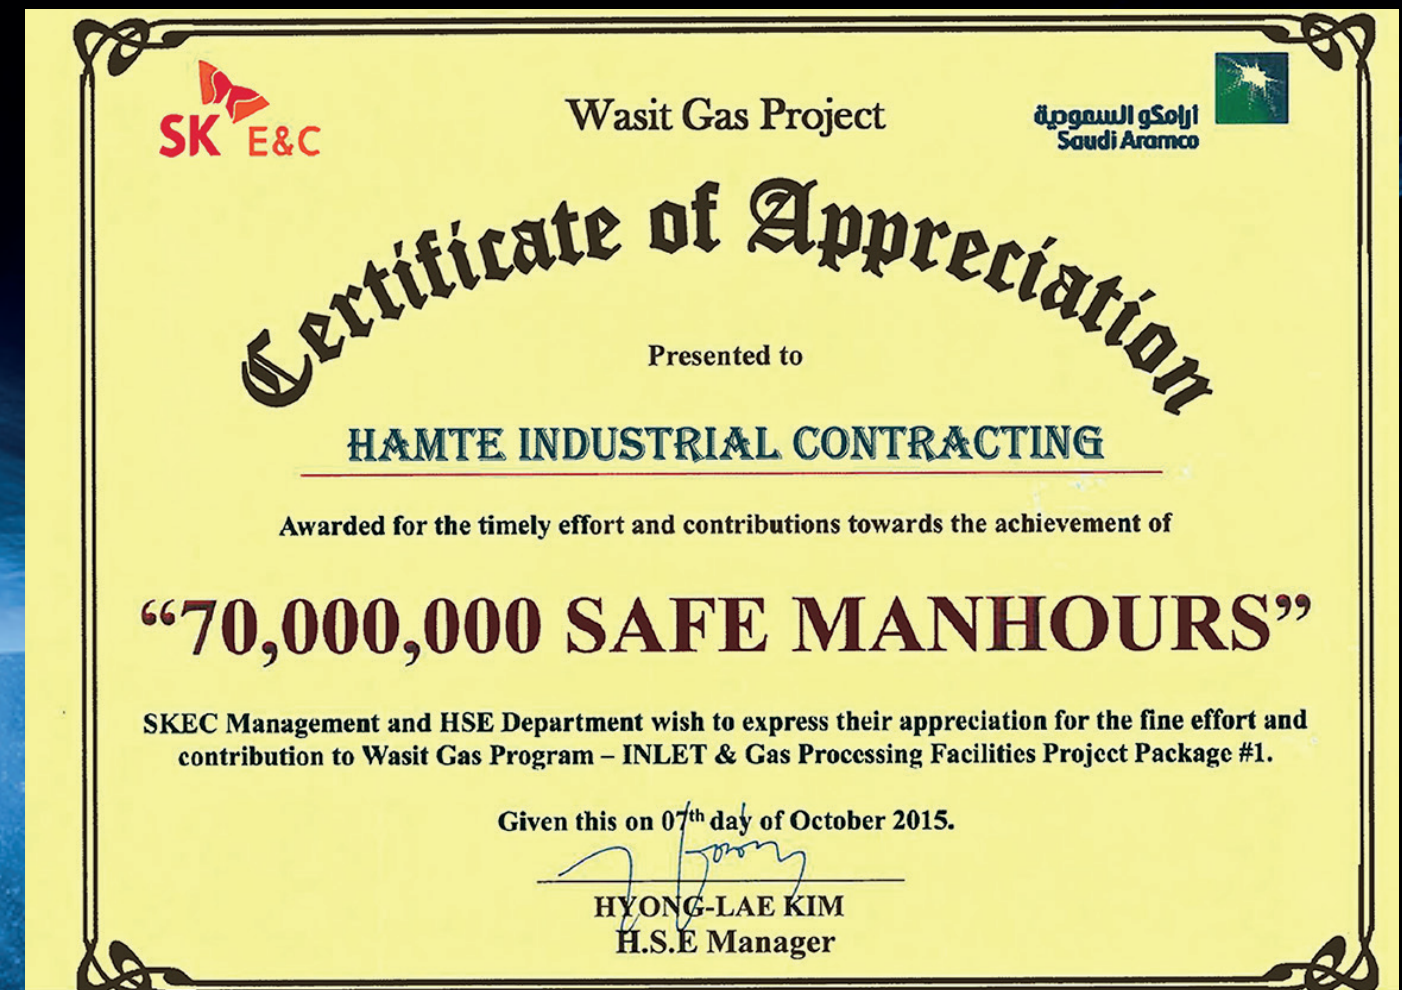 SK E&C
Wasit Gas Project
أرامكو السعودية
Saudi Aramco
Certificate of Appreciation
Presented to
HAMTE INDUSTRIAL CONTRACTING
Awarded for the timely effort and contributions towards the achievement of
“70,000,000 SAFE MANHOURS”
SKEC Management and HSE Department wish to express their appreciation for the fine effort and
contribution to Wasit Gas Program – INLET & Gas Processing Facilities Project Package #1.
Given this on 07th day of October 2015.
HYONG-LAE KIM
H.S.E Manager